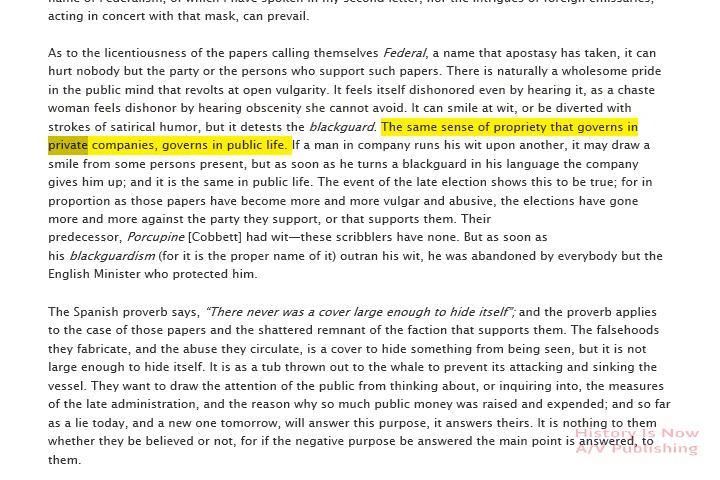 name of Federalism, of which I have spoken in my second letter, nor the intrigues of foreign emissaries,
acting in concert with that mask, can prevail.
As to the licentiousness of the papers calling themselves Federal, a name that apostasy has taken, it can
hurt nobody but the party or the persons who support such papers. There is naturally a wholesome pride
in the public mind that revolts at open vulgarity. It feels itself dishonored even by hearing it, as a chaste
woman feels dishonor by hearing obscenity she cannot avoid. It can smile at wit, or be diverted with
strokes of satirical humor, but it detests the blackguard. The same sense of propriety that governs in
private companies, governs in public life. If a man in company runs his wit upon another, it may draw a
smile from some persons present, but as soon as he turns a blackguard in his language the company
gives him up; and it is the same in public life. The event of the late election shows this to be true; for in
proportion as those papers have become more and more vulgar and abusive, the elections have gone
more and more against the party they support, or that supports them. Their
predecessor, Porcupine [Cobbett] had wit—these scribblers have none. But as soon as
his blackguardism (for it is the proper name of it) outran his wit, he was abandoned by everybody but the
English Minister who protected him.
The Spanish proverb says, “There never was a cover large enough to hide itself”; and the proverb applies
to the case of those papers and the shattered remnant of the faction that supports them. The falsehoods
they fabricate, and the abuse they circulate, is a cover to hide something from being seen, but it is not
large enough to hide itself. It is as a tub thrown out to the whale to prevent its attacking and sinking the
vessel. They want to draw the attention of the public from thinking about, or inquiring into, the measures
of the late administration, and the reason why so much public money was raised and expended; and so far
as a lie today, and a new one tomorrow, will answer this purpose, it answers theirs. It is nothing to them
whether they be believed or not, for if the negative purpose be answered the main point is answered, to
them.
History Is Now
A/V Publishing